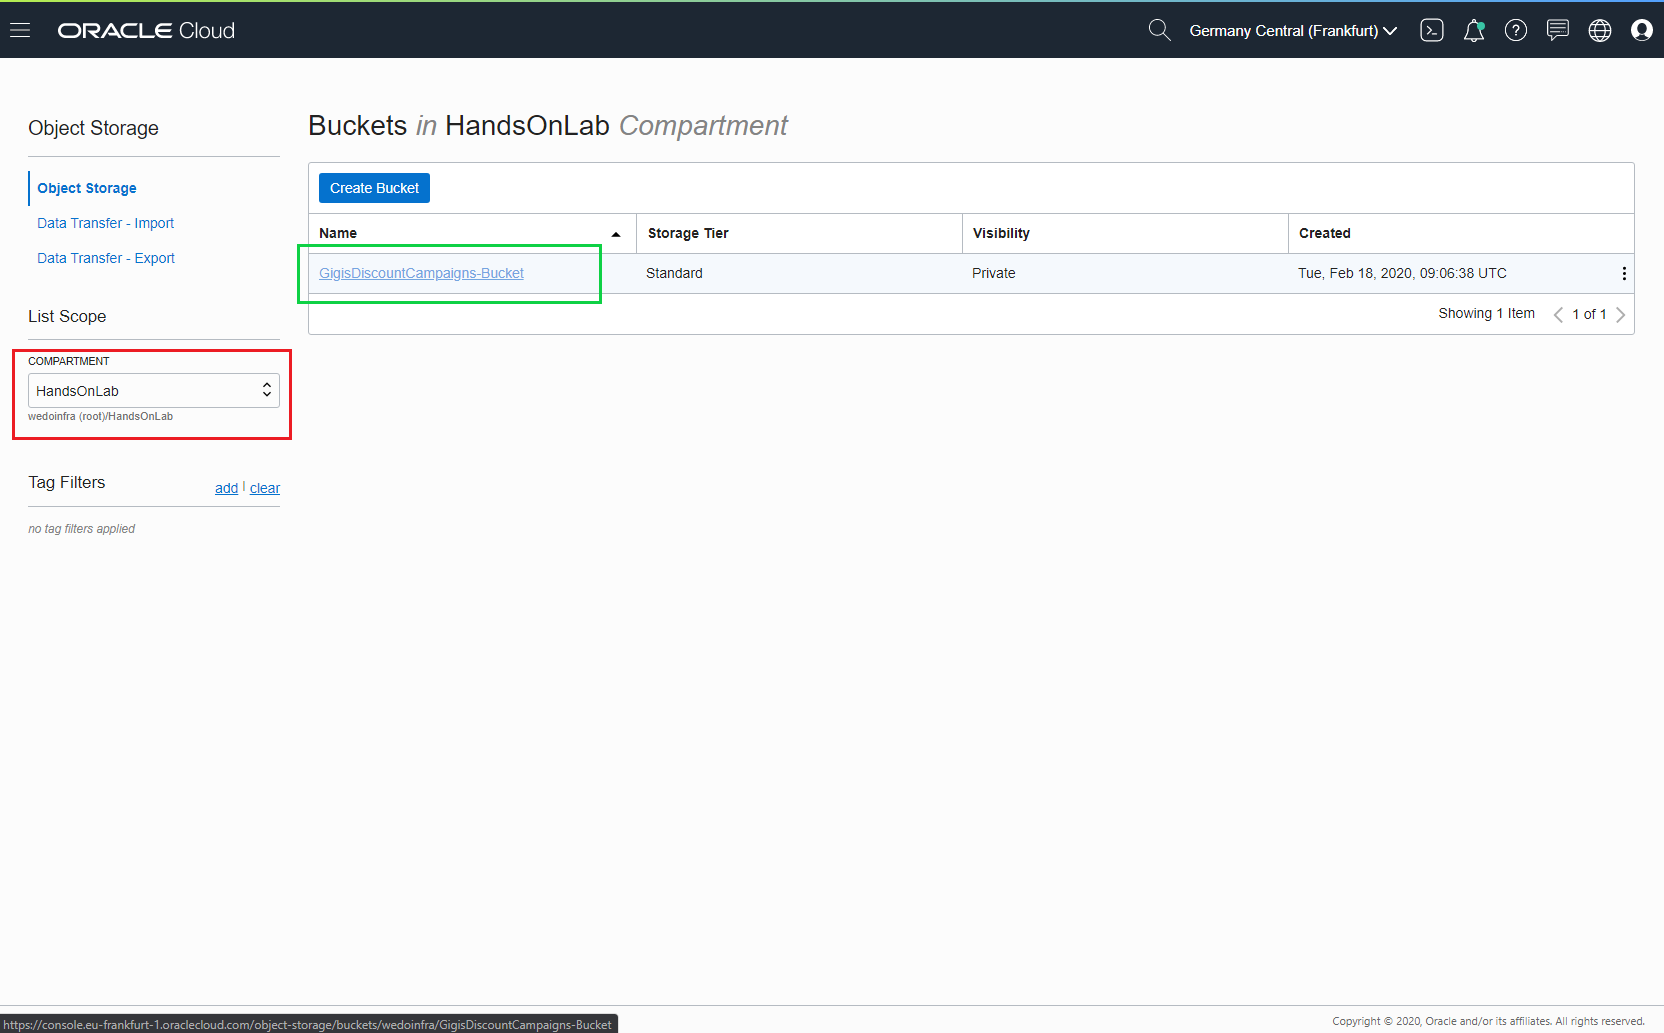 ORACLE Cloud
Germany Central (Frankfurt)
Object Storage
Object Storage
Data Transfer - Import
Data Transfer - Export
List Scope
COMPARTMENT
HandsOnLab
wedoinfra (root)/HandsOnLab
Tag Filters
add | clear
no tag filters applied
Buckets in HandsOnLab Compartment
Create Bucket
Name Storage Tier Visibility Created
GigisDiscountCampaigns-Bucket Standard Private Tue, Feb 18, 2020, 09:06:38 UTC
Showing 1 Item 1 of 1
https://console.eu-frankfurt-1.oraclecloud.com/object-storage/buckets/wedoinfra/GigisDiscountCampaigns-Bucket
Copyright © 2020, Oracle and/or its affiliates. All rights reserved.